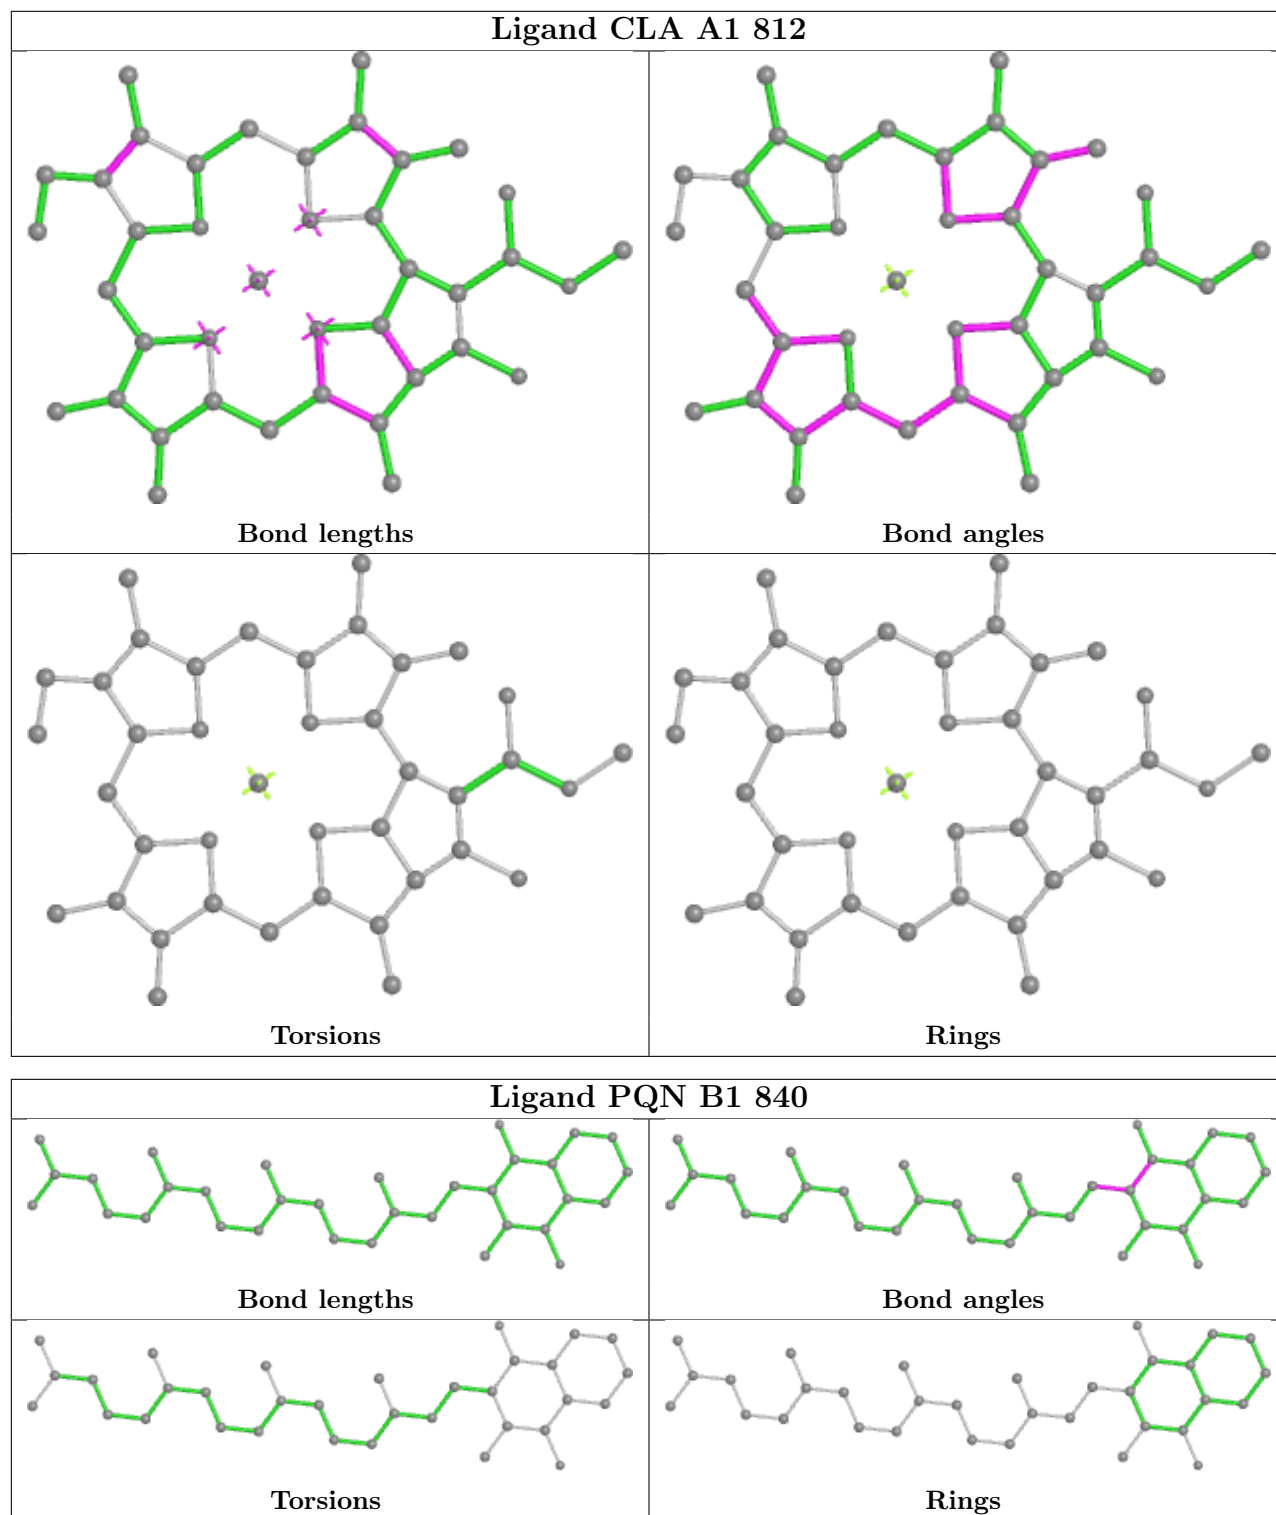 Ligand CLA A1 812
Bond lengths
Bond angles
Torsions
Rings
Ligand PQN B1 840
Bond lengths
Bond angles
Torsions
Rings